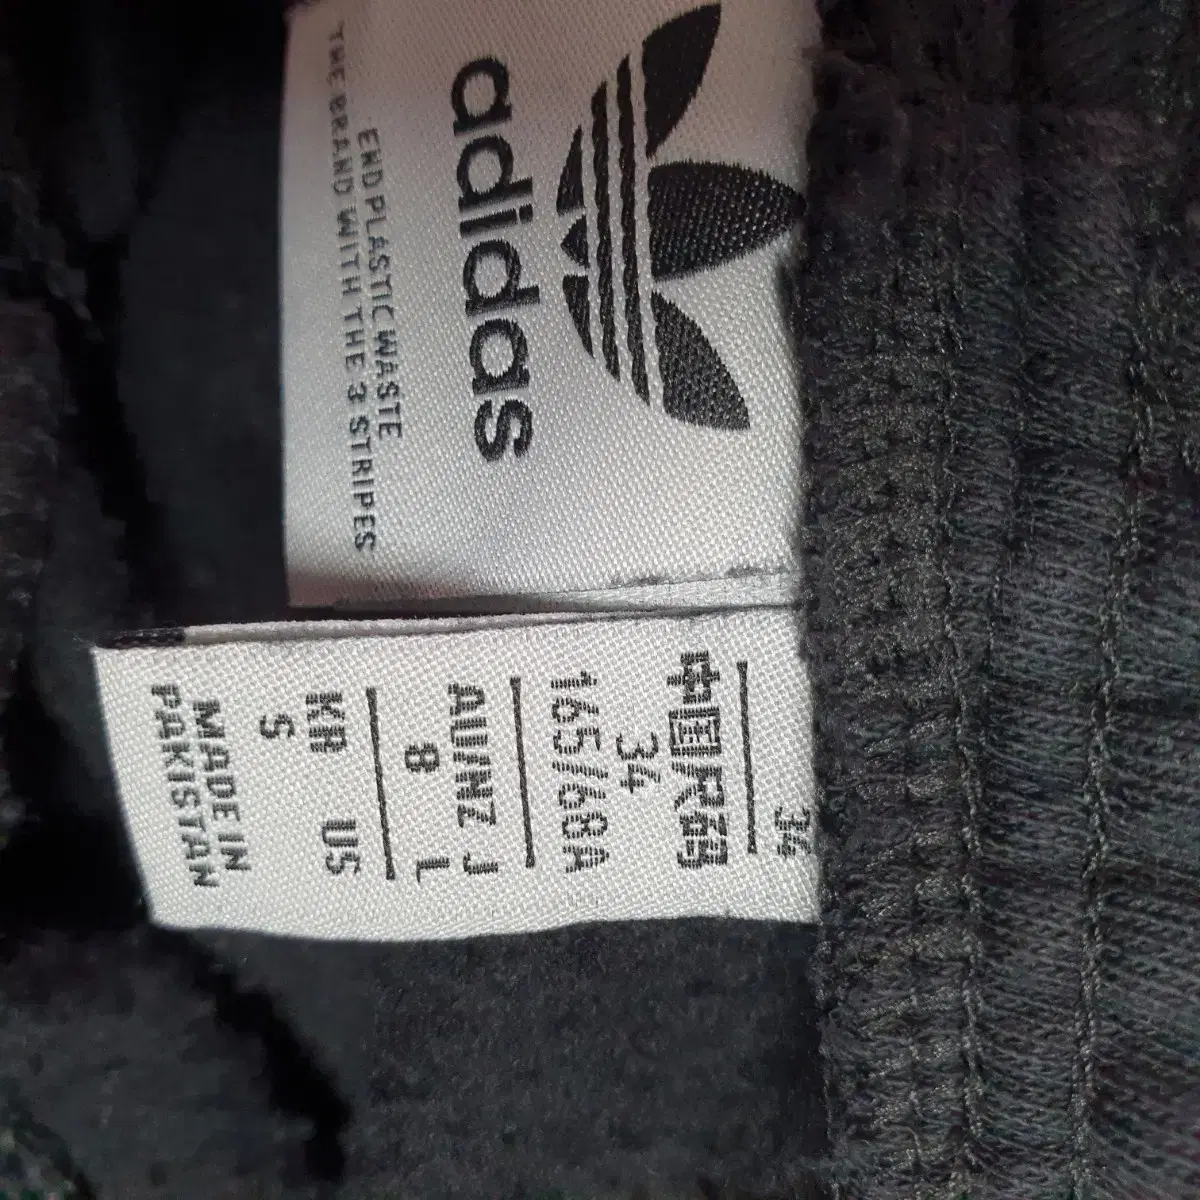 adidas
END PLASTIC WASTE
THE BRAND WITH THE 3 STRIPES
34
中国尺码
34
165/68A
AU/NZ J
8 L
KR US
S
MADE IN
PAKISTAN